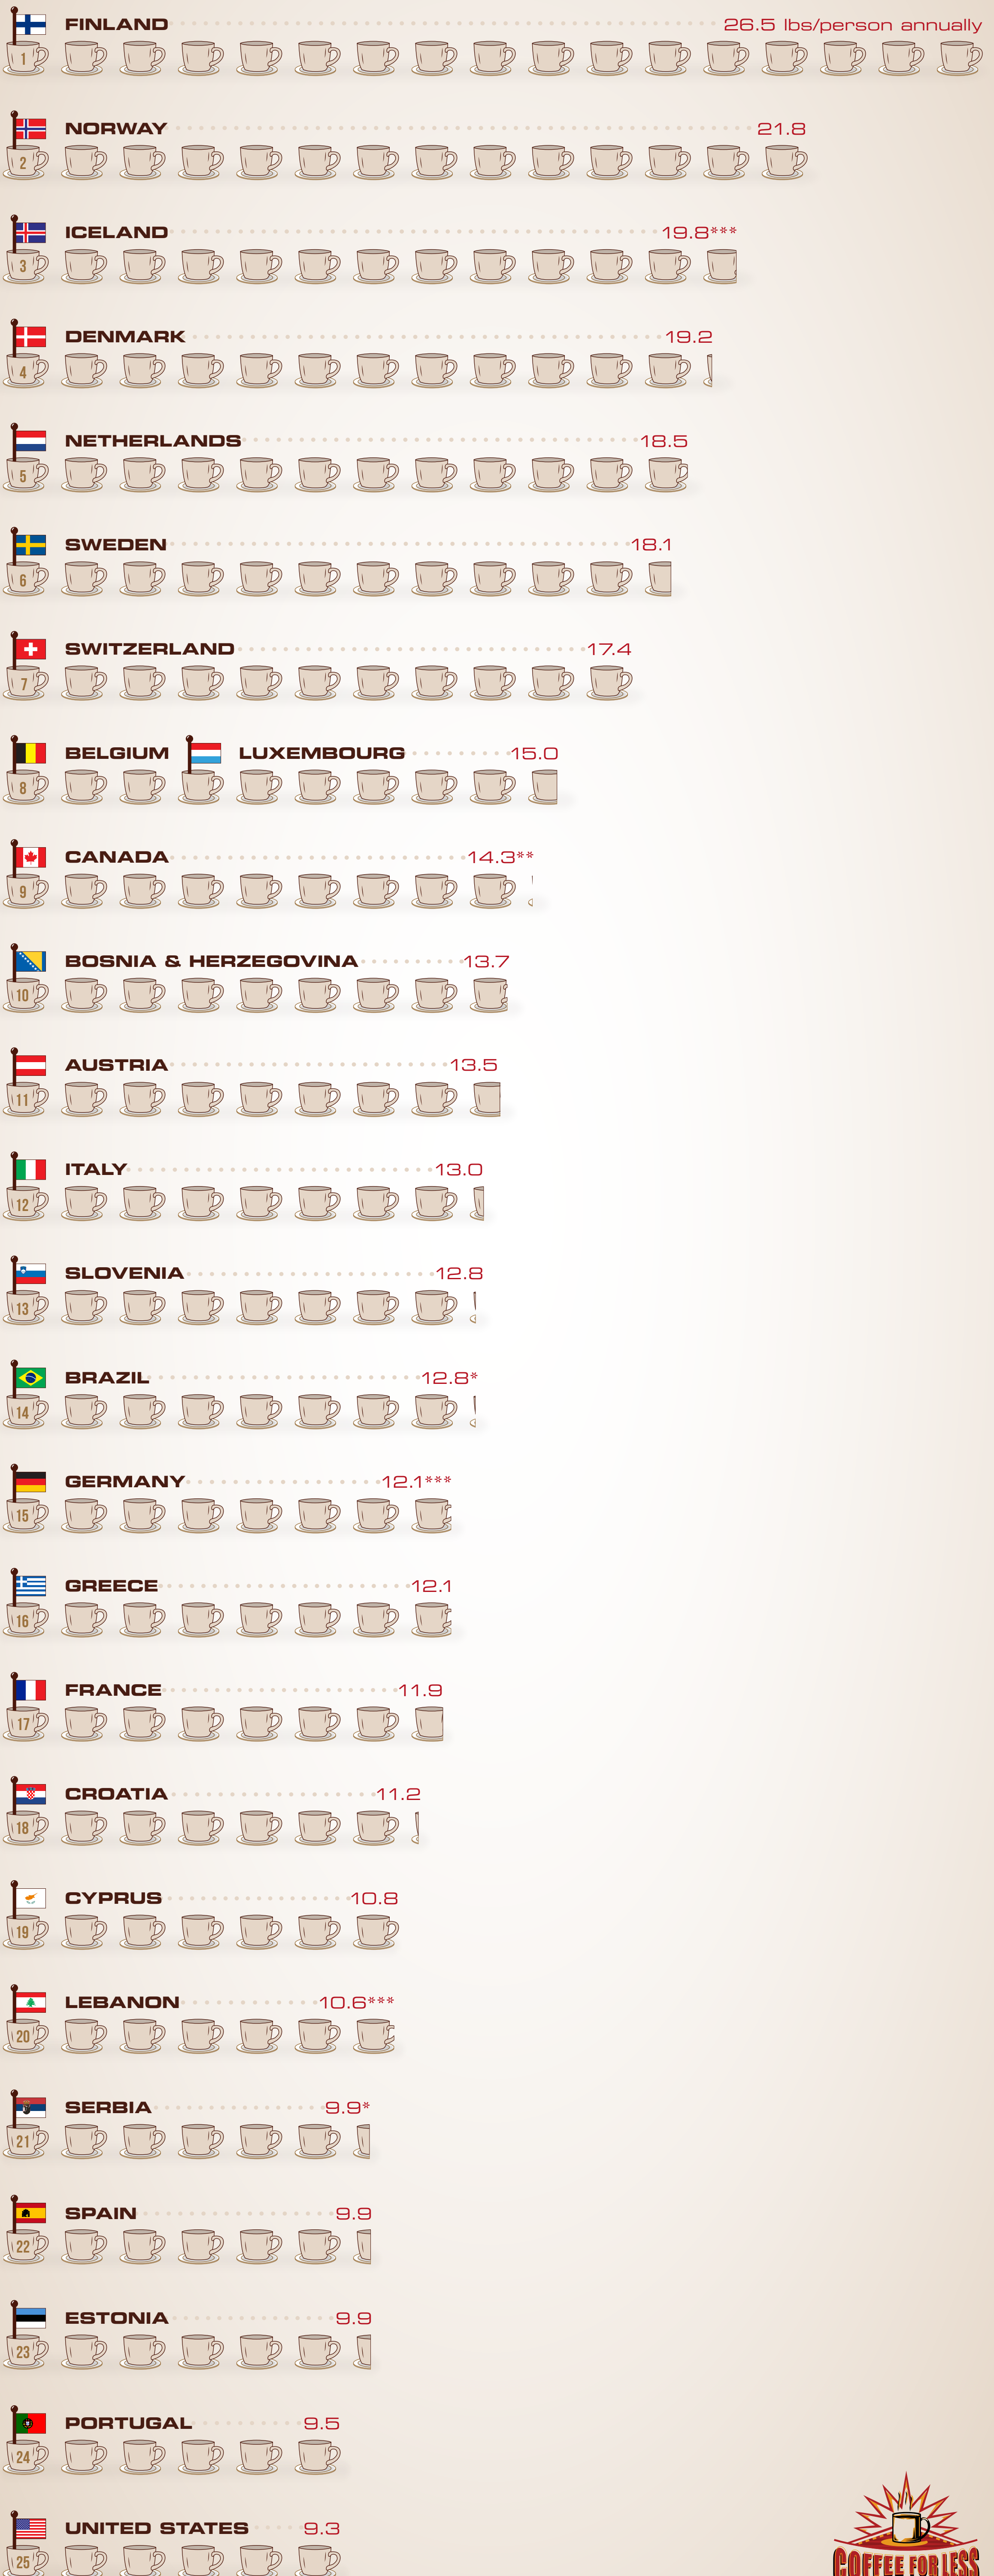 FINLAND 26.5 lbs/person annually
1
NORWAY 21.8
2
ICELAND 19.8***
3
DENMARK 19.2
4
NETHERLANDS 18.5
5
SWEDEN 18.1
6
SWITZERLAND 17.4
7
BELGIUM LUXEMBOURG 15.0
8
CANADA 14.3**
9
BOSNIA & HERZEGOVINA 13.7
10
AUSTRIA 13.5
11
ITALY 13.0
12
SLOVENIA 12.8
13
BRAZIL 12.8*
14
GERMANY 12.1***
15
GREECE 12.1
16
FRANCE 11.9
17
CROATIA 11.2
18
CYPRUS 10.8
19
LEBANON 10.6***
20
SERBIA 9.9*
21
SPAIN 9.9
22
ESTONIA 9.9
23
PORTUGAL 9.5
24
UNITED STATES 9.3
25
COFFEE FOR LESS